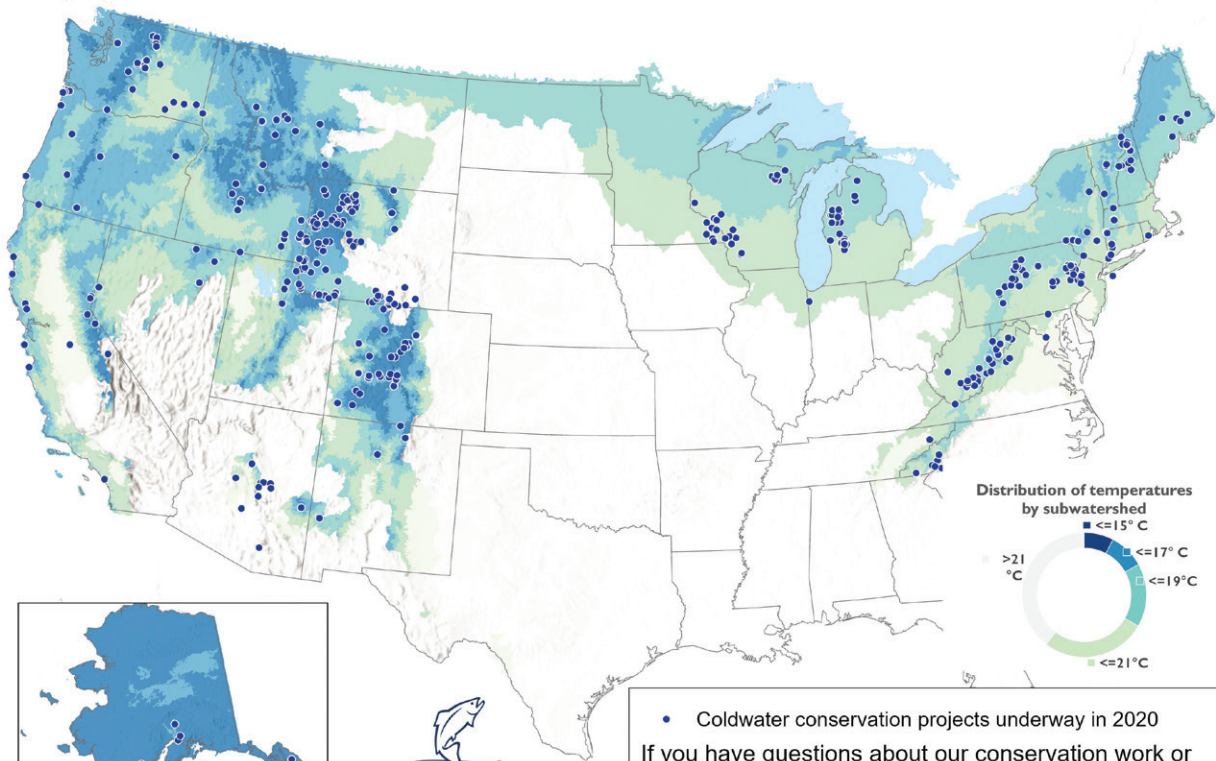 Distribution of temperatures
by subwatershed
<=15° C
<=17° C
>21
°C
<=19°C
<=21°C
Coldwater conservation projects underway in 2020
If you have questions about our conservation work or